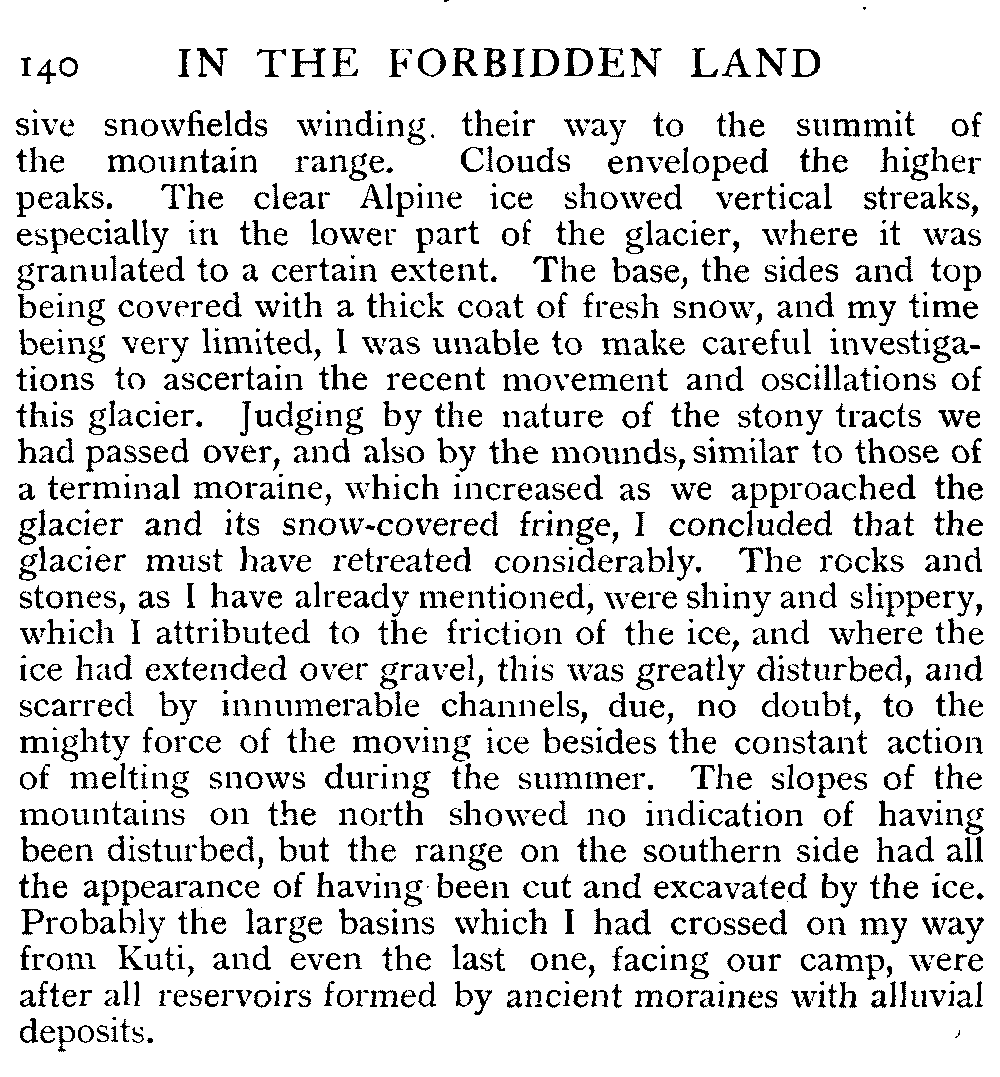 140 IN THE FORBIDDEN LAND
sive snowfields winding. their way to the summit of
the mountain range. Clouds enveloped the higher
peaks. The clear Alpine ice showed vertical streaks,
especially in the lower part of the glacier, where it was
granulated to a certain extent. The base, the sides and top
being covered with a thick coat of fresh snow, and my time
being very limited, I was unable to make careful investiga-
tions to ascertain the recent movement and oscillations of
this glacier. Judging by the nature of the stony tracts we
had passed over, and also by the mounds, similar to those of
a terminal moraine, which increased as we approached the
glacier and its snow-covered fringe, I concluded that the
glacier must have retreated considerably. The rocks and
stones, as I have already mentioned, were shiny and slippery,
which I attributed to the friction of the ice, and where the
ice had extended over gravel, this was greatly disturbed, and
scarred by innumerable channels, due, no doubt, to the
mighty force of the moving ice besides the constant action
of melting snows during the summer. The slopes of the
mountains on the north showed no indication of having
been disturbed, but the range on the southern side had all
the appearance of having been cut and excavated by the ice.
Probably the large basins which I had crossed on my way
from Kuti, and even the last one, facing our camp, were
after all reservoirs formed by ancient moraines with alluvial
deposits.